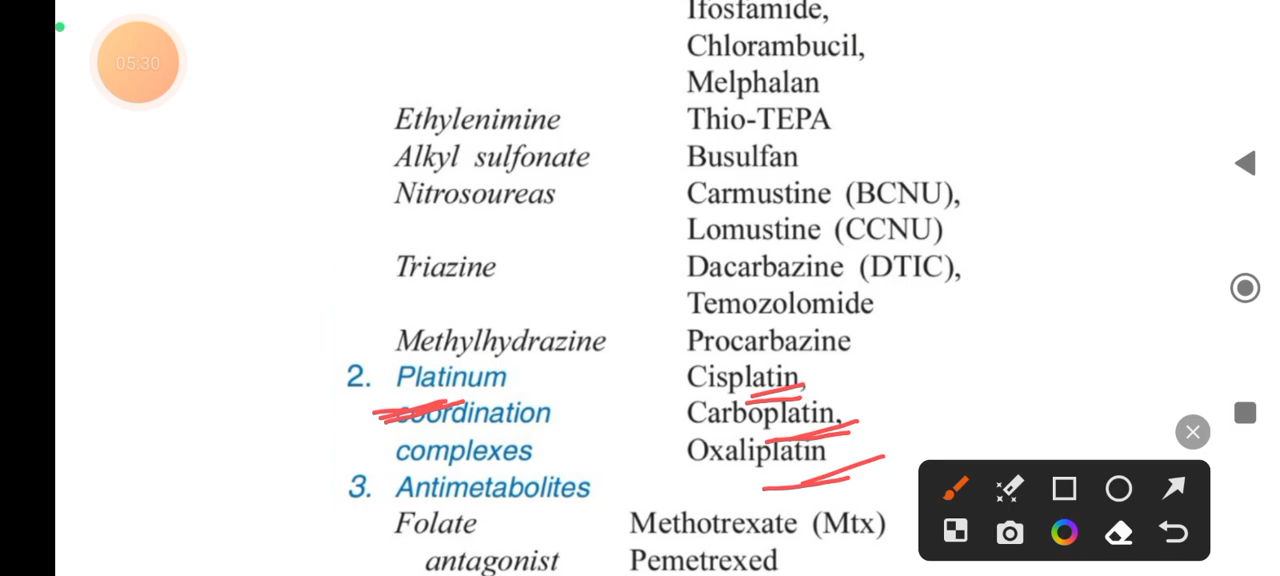 05:30
Ifosfamide,
Chlorambucil,
Melphalan
Ethylenimine Thio-TEPA
Alkyl sulfonate Busulfan
Nitrosoureas Carmustine (BCNU),
Lomustine (CCNU)
Triazine Dacarbazine (DTIC),
Temozolomide
Methylhydrazine Procarbazine
2. Platinum Cisplatin,
coordination Carboplatin,
complexes Oxaliplatin
3. Antimetabolites
Folate Methotrexate (Mtx)
antagonist Pemetrexed